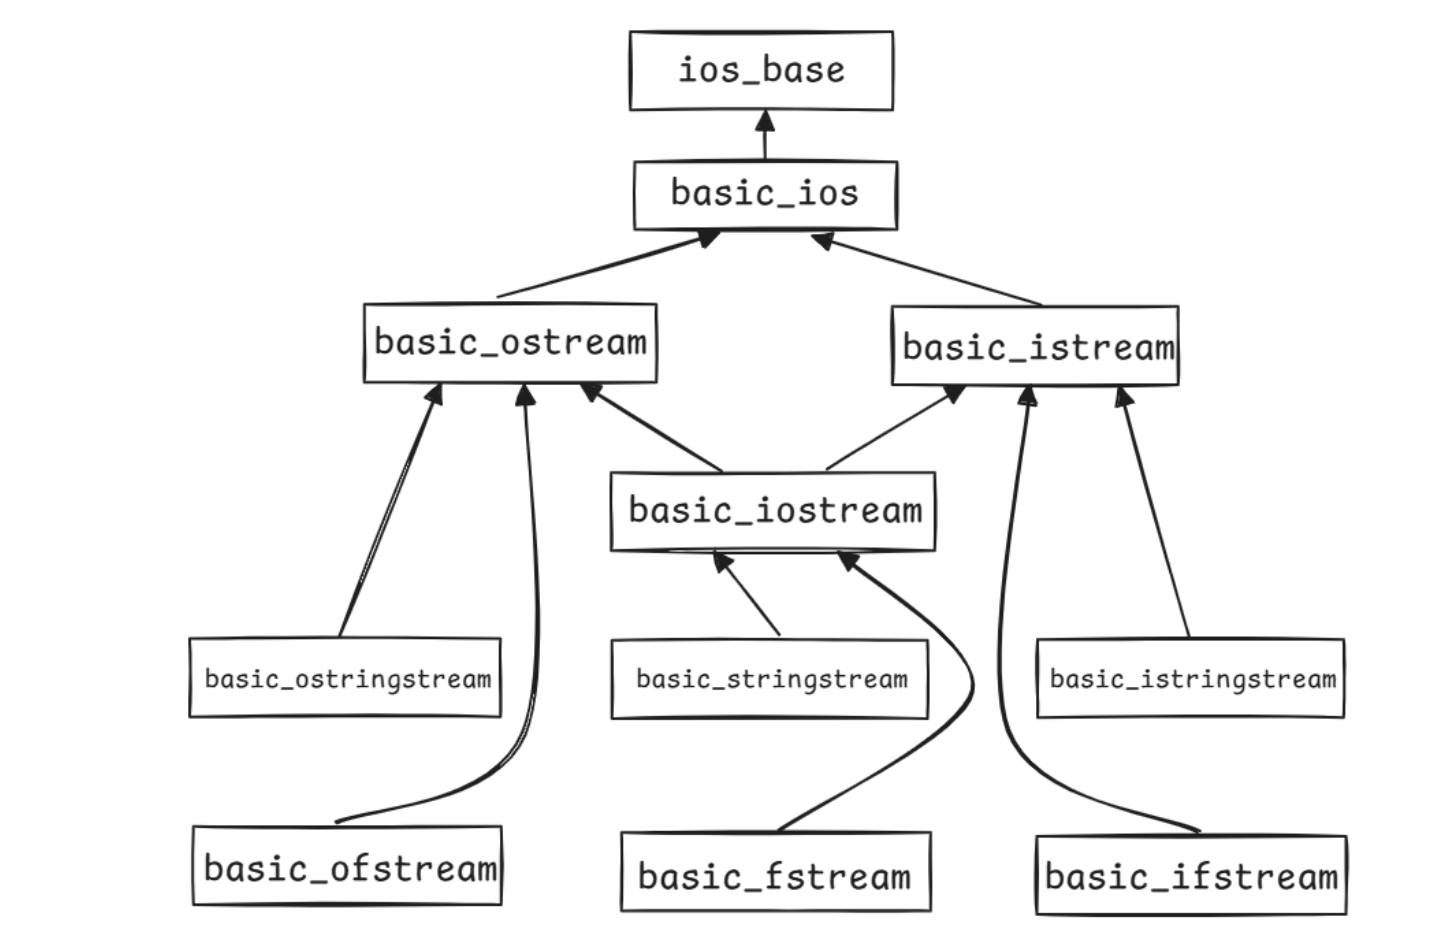 ios_base
basic_ios
basic_ostream
basic_istream
basic_iostream
basic_ostringstream
basic_stringstream
basic_istringstream
basic_ofstream
basic_fstream
basic_ifstream